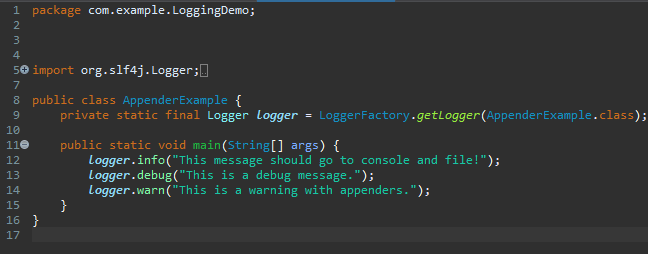 1 package com.example.LoggingDemo;
2
3
4
5 import org.slf4j.Logger;
7
8 public class AppenderExample {
9     private static final Logger logger = LoggerFactory.getLogger(AppenderExample.class);
10
11     public static void main(String[] args) {
12         logger.info("This message should go to console and file!");
13         logger.debug("This is a debug message.");
14         logger.warn("This is a warning with appenders.");
15     }
16 }
17